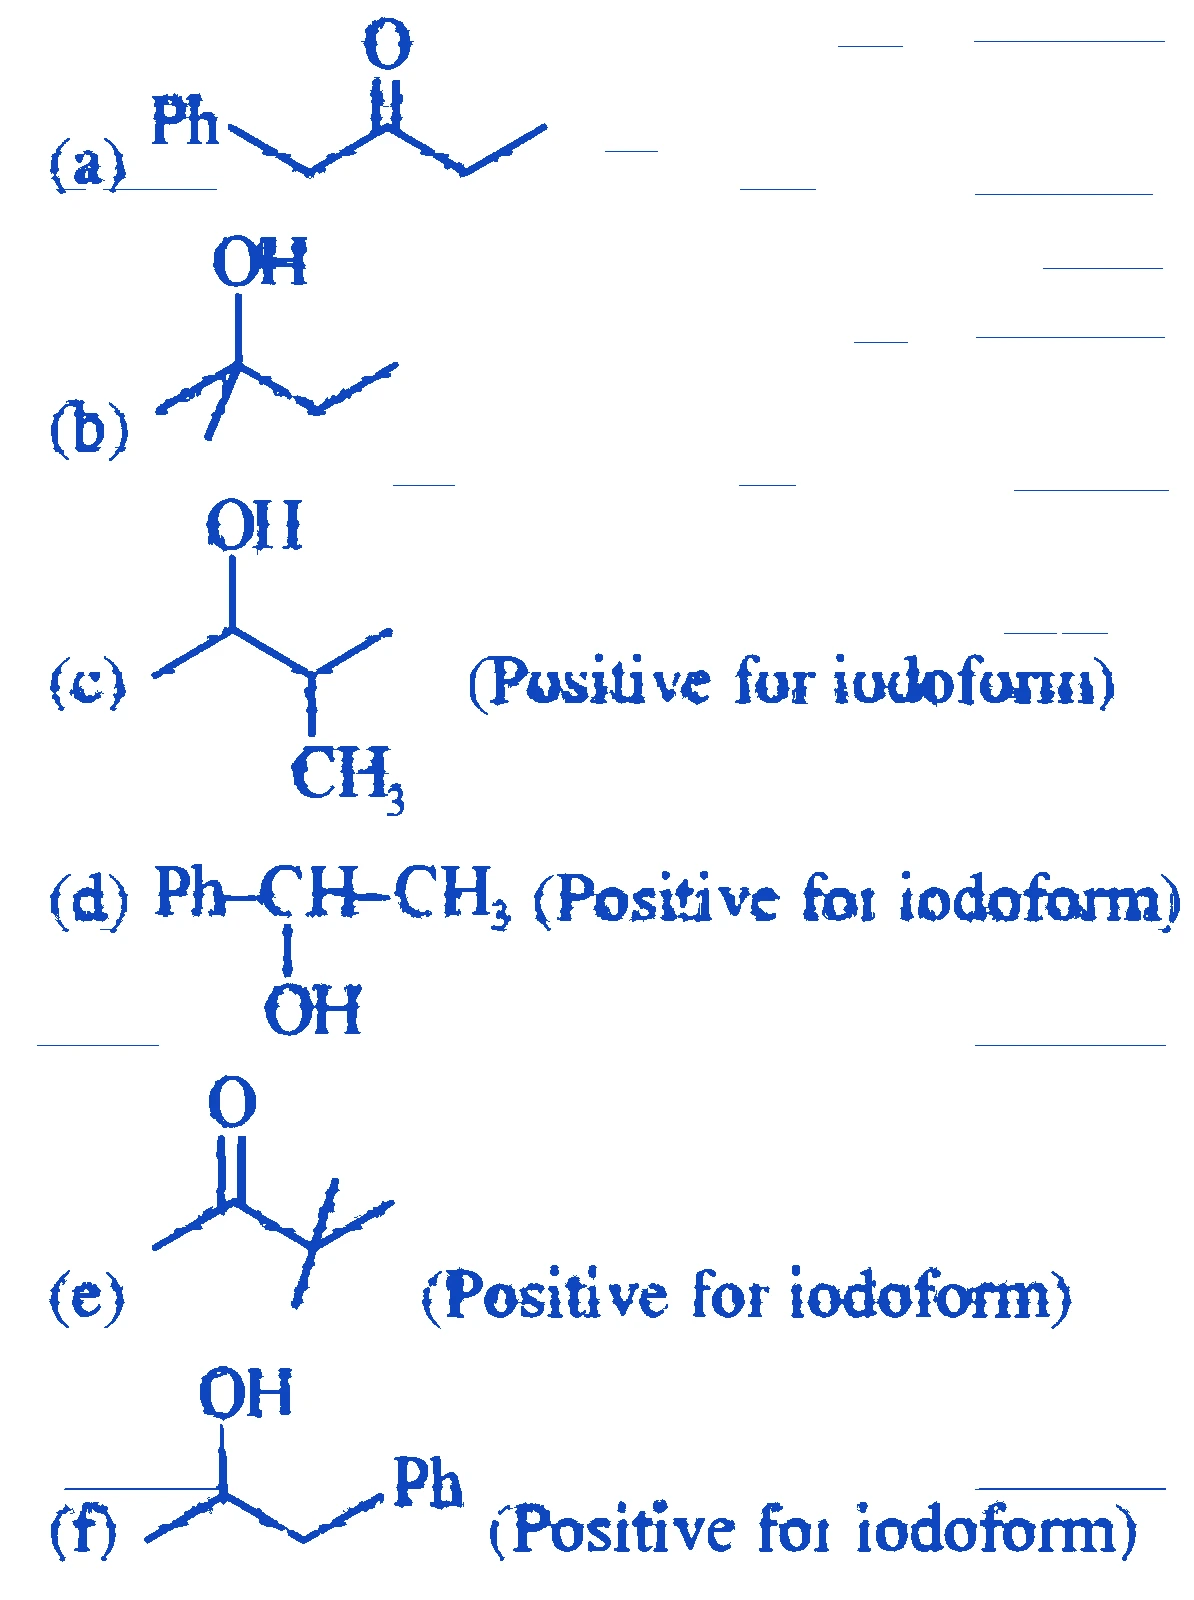 O
Ph
(a)
OH
(b)
OH
(c) (Positive for iodoform)
CH3
(d) Ph–CH–CH3 (Positive for iodoform)
OH
O
(e) (Positive for iodoform)
OH
Ph
(f) (Positive for iodoform)